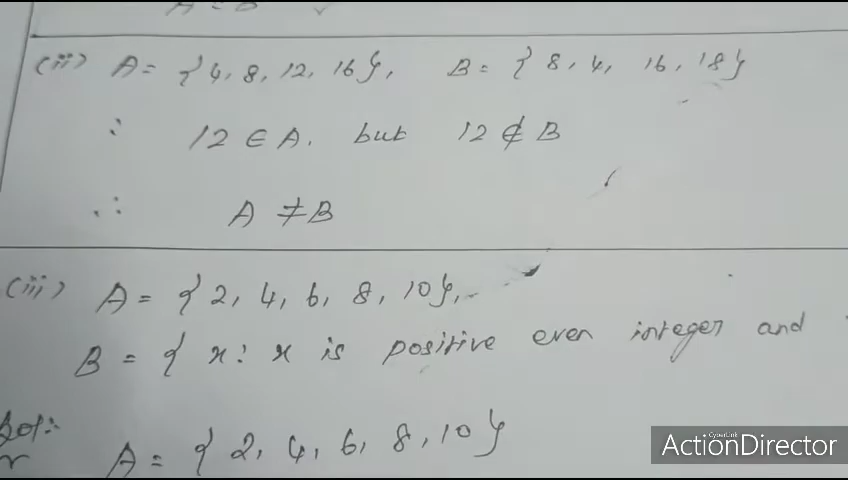 (ii) A = {4, 8, 12, 16}, B = {8, 4, 16, 18}
∵ 12 ∈ A, but 12 ∉ B
∴ A ≠ B
(iii) A = {2, 4, 6, 8, 10},
B = { x : x is positive even integer and
Sol:
A = {2, 4, 6, 8, 10}
CyberLink
ActionDirector